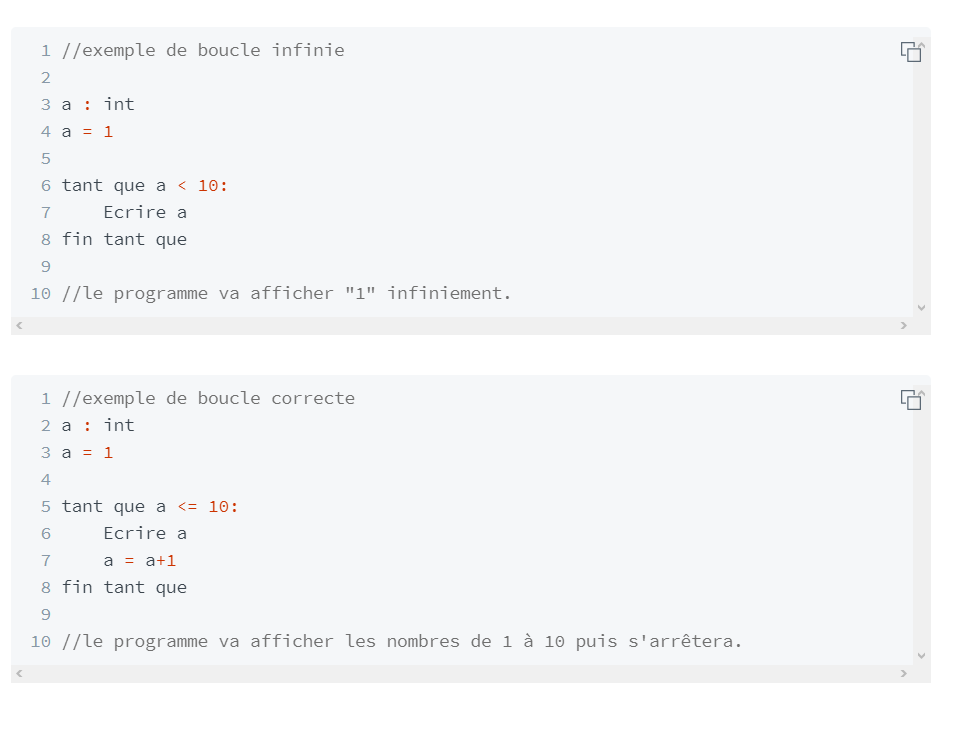 1 //exemple de boucle infinie
2
3 a : int
4 a = 1
5
6 tant que a < 10:
7     Ecrire a
8 fin tant que
9
10 //le programme va afficher "1" infiniement.
1 //exemple de boucle correcte
2 a : int
3 a = 1
4
5 tant que a <= 10:
6     Ecrire a
7     a = a+1
8 fin tant que
9
10 //le programme va afficher les nombres de 1 à 10 puis s'arrêtera.